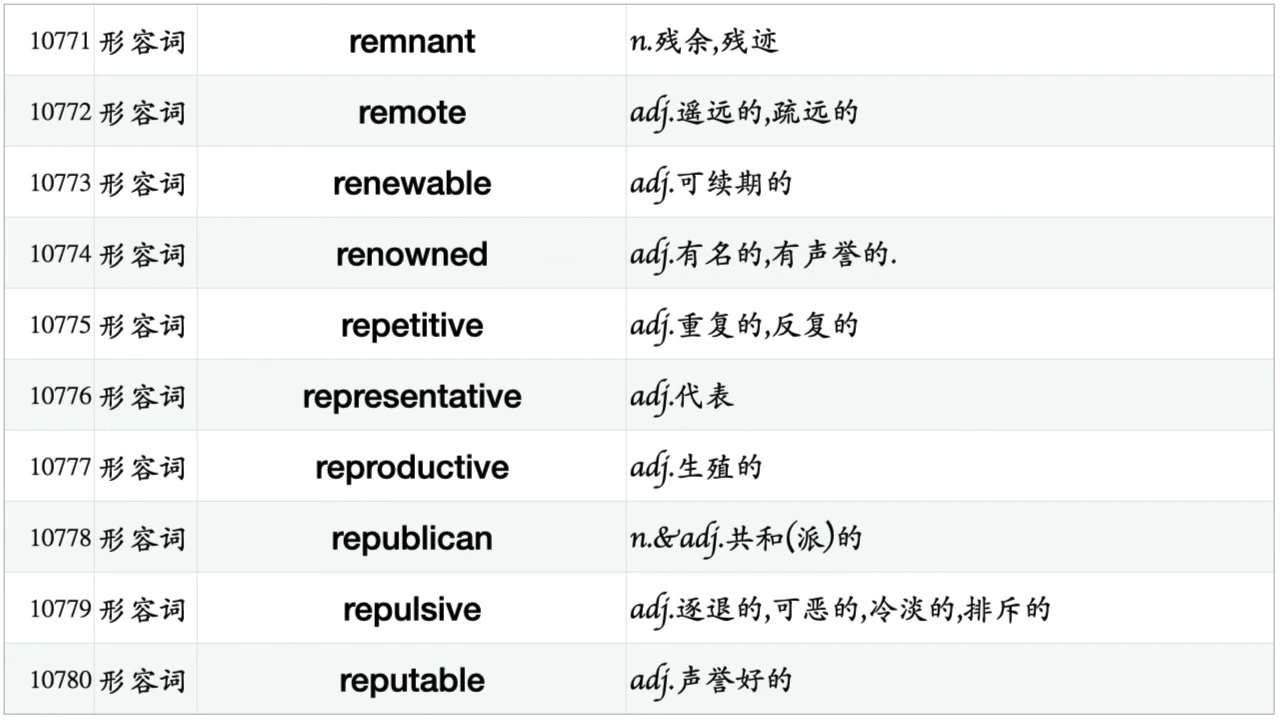 10771 形容词 remnant n.残余,残迹
10772 形容词 remote adj.遥远的,疏远的
10773 形容词 renewable adj.可续期的
10774 形容词 renowned adj.有名的,有声誉的.
10775 形容词 repetitive adj.重复的,反复的
10776 形容词 representative adj.代表
10777 形容词 reproductive adj.生殖的
10778 形容词 republican n.&adj.共和(派)的
10779 形容词 repulsive adj.逐退的,可恶的,冷淡的,排斥的
10780 形容词 reputable adj.声誉好的